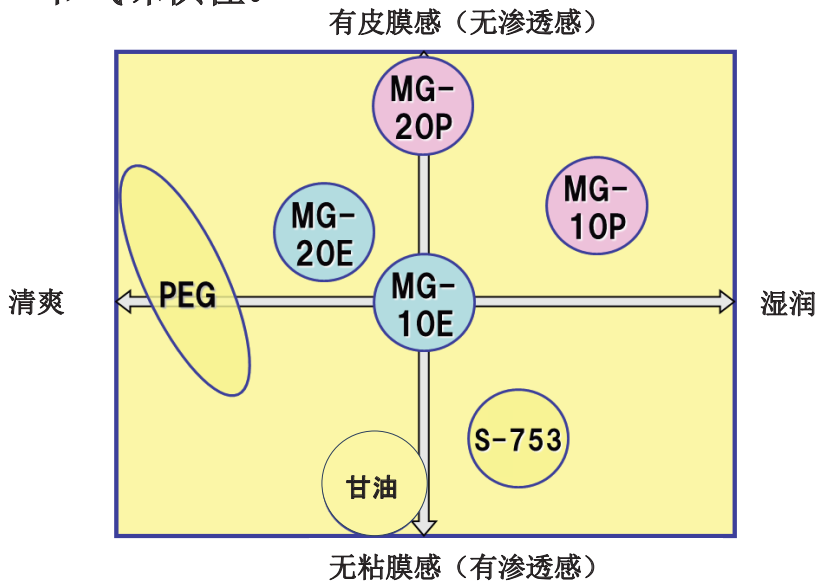 有皮膜感（无渗透感）
MG-
20P
MG-
10P
MG-
20E
清爽
PEG
MG-
10E
湿润
S-753
甘油
无粘膜感（有渗透感）